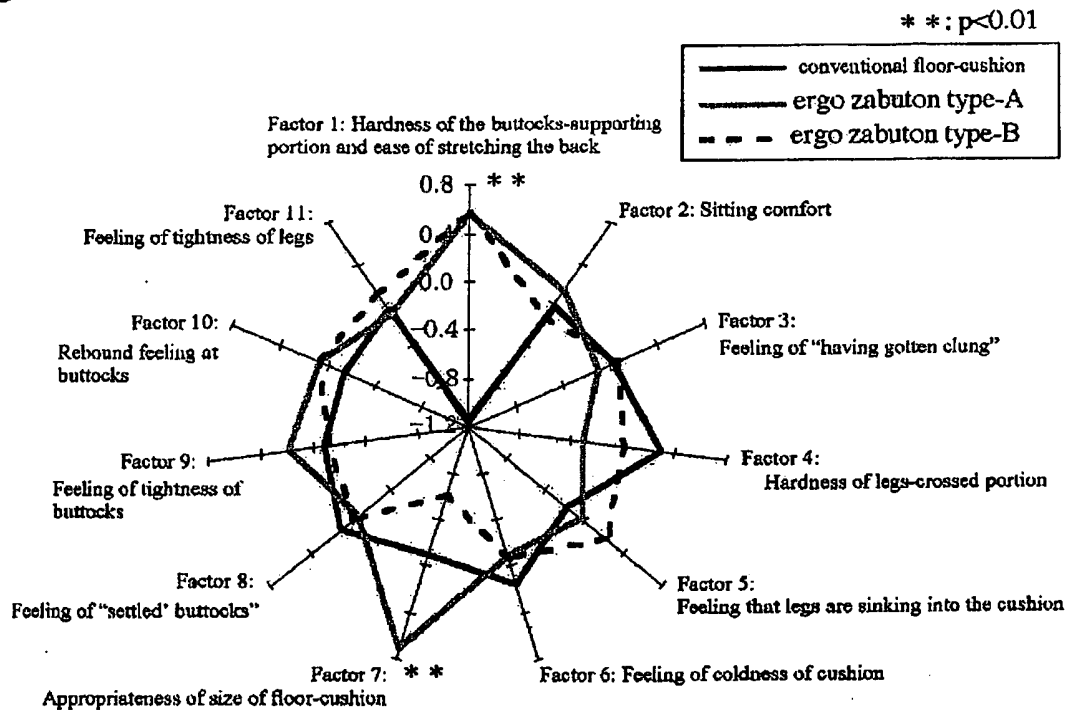 * * : p<0.01
conventional floor-cushion
ergo zabuton type-A
ergo zabuton type-B
Factor 1: Hardness of the buttocks-supporting
portion and ease of stretching the back
0.8 * *
0.4
0.0
-0.4
-0.8
-1.2
Factor 2: Sitting comfort
Factor 3:
Feeling of "having gotten clung"
Factor 4:
Hardness of legs-crossed portion
Factor 5:
Feeling that legs are sinking into the cushion
Factor 6: Feeling of coldness of cushion
Factor 7: * *
Appropriateness of size of floor-cushion
Factor 8:
Feeling of "settled' buttocks"
Factor 9:
Feeling of tightness of
buttocks
Factor 10:
Rebound feeling at
buttocks
Factor 11:
Feeling of tightness of legs